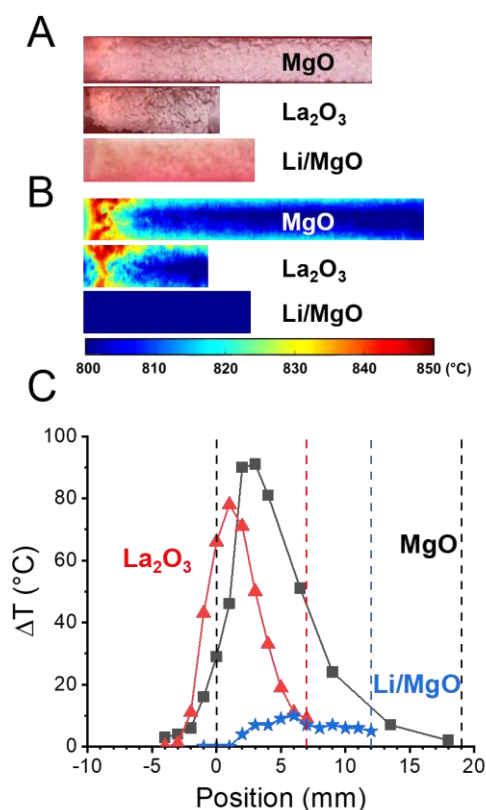 A
MgO
La₂O₃
Li/MgO
B
MgO
La₂O₃
Li/MgO
800 810 820 830 840 850 (°C)
C
100
80
60
40
20
0
ΔT (°C)
La₂O₃
MgO
Li/MgO
-10 -5 0 5 10 15 20
Position (mm)